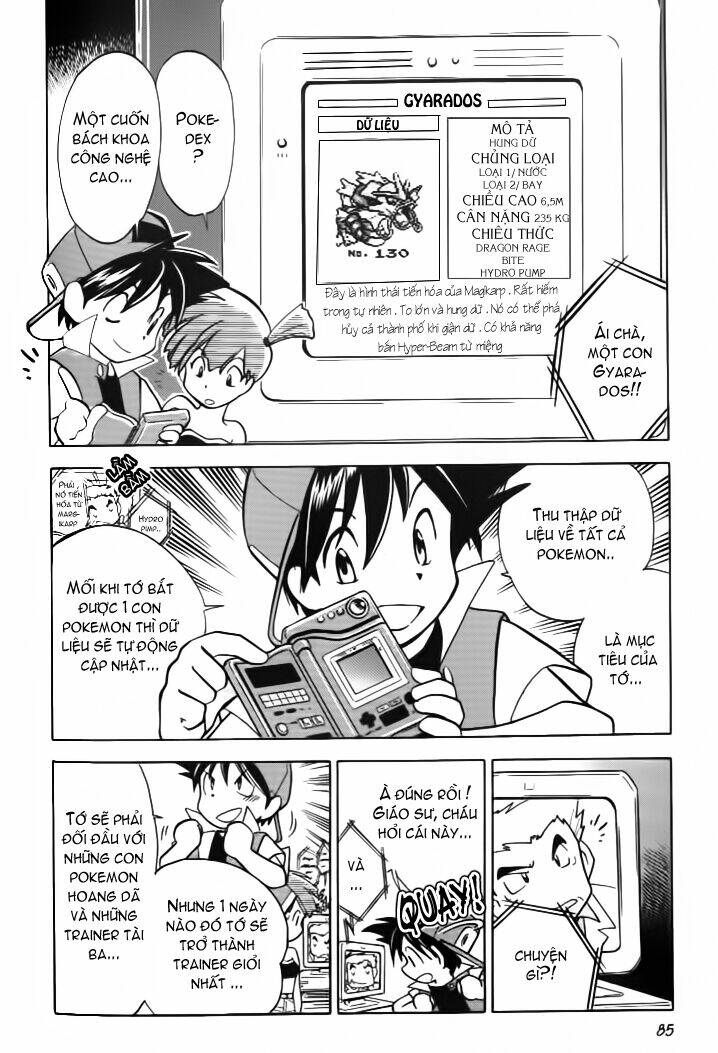 POKE-
DEX
?
MỘT CUỐN
BÁCH KHOA
CÔNG NGHỆ
CAO...
GYARADOS
DỮ LIỆU
No. 130
MÔ TẢ
HUNG DỮ
CHỦNG LOẠI
LOẠI 1/ NƯỚC
LOẠI 2/ BAY
CHIỀU CAO 6,5M
CÂN NẶNG 235 KG
CHIÊU THỨC
DRAGON RAGE
BITE
HYDRO PUMP
Đây là hình thái tiến hóa của Magikarp . Rất hiếm
trong tự nhiên . To lớn và hung dữ . Nó có thể phá
hủy cả thành phố khi giận dữ . Có khả năng
bắn Hyper-Beam từ miệng
ÁI CHÀ,
MỘT CON
GYARA-
DOS!!
PHẢI ,
NÓ TIẾN
HÓA TỪ
MARG-
IKARP
LẨM
BẨM
HYDRO
PUMP..
THU THẬP DỮ
LIỆU VỀ TẤT CẢ
POKEMON..
LÀ MỤC
TIÊU CỦA
TỚ...
MỖI KHI TỚ BẮT
ĐƯỢC 1 CON
POKEMON THÌ DỮ
LIỆU SẼ TỰ ĐỘNG
CẬP NHẬT...
TỚ SẼ PHẢI
ĐỐI ĐẦU VỚI
NHỮNG CON
POKEMON
HOANG DÃ
VÀ NHỮNG
TRAINER TÀI
BA...
NHƯNG 1 NGÀY
NÀO ĐÓ TỚ SẼ
TRỞ THÀNH
TRAINER GIỎI
NHẤT ...
À ĐÚNG RỒI !
GIÁO SƯ, CHÁU
HỎI CÁI NÀY...
VÀ
...
QUAY!
CHUYỆN
GÌ?!
85